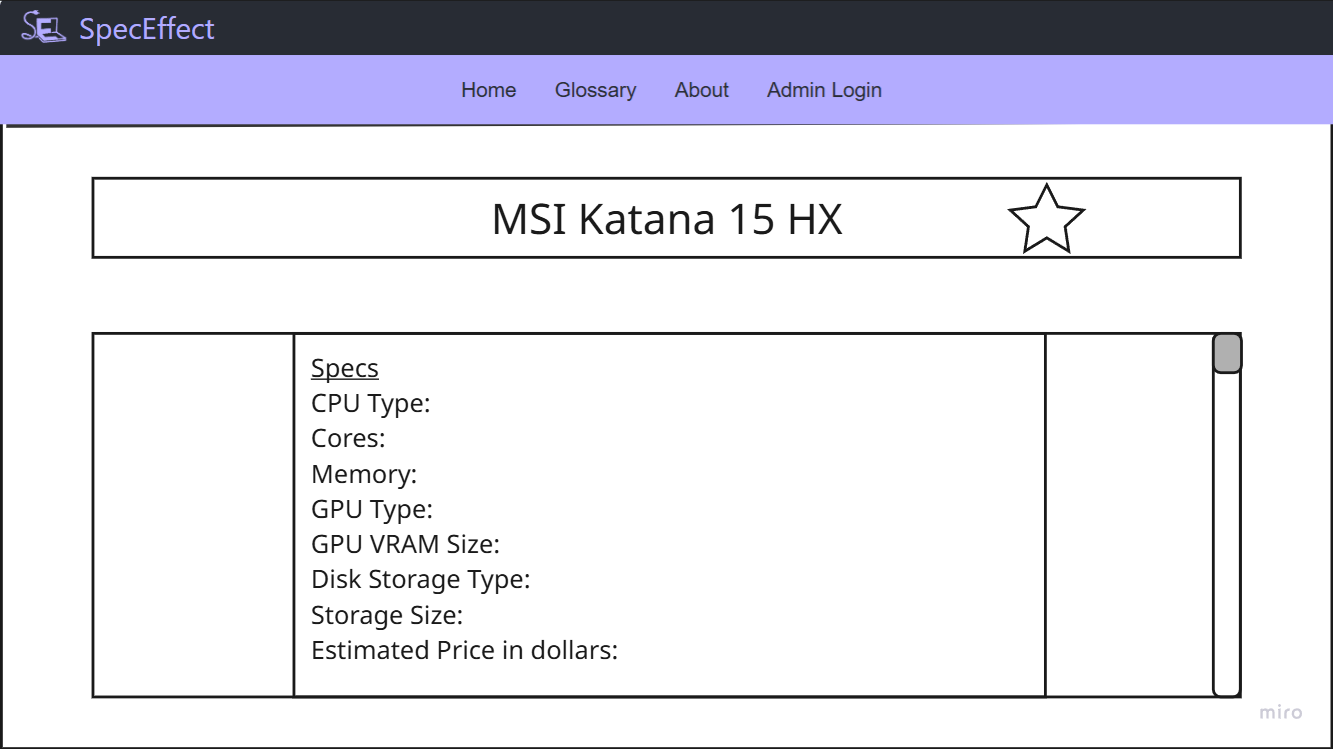 SE SpecEffect
Home Glossary About Admin Login
MSI Katana 15 HX
Specs
CPU Type:
Cores:
Memory:
GPU Type:
GPU VRAM Size:
Disk Storage Type:
Storage Size:
Estimated Price in dollars:
miro